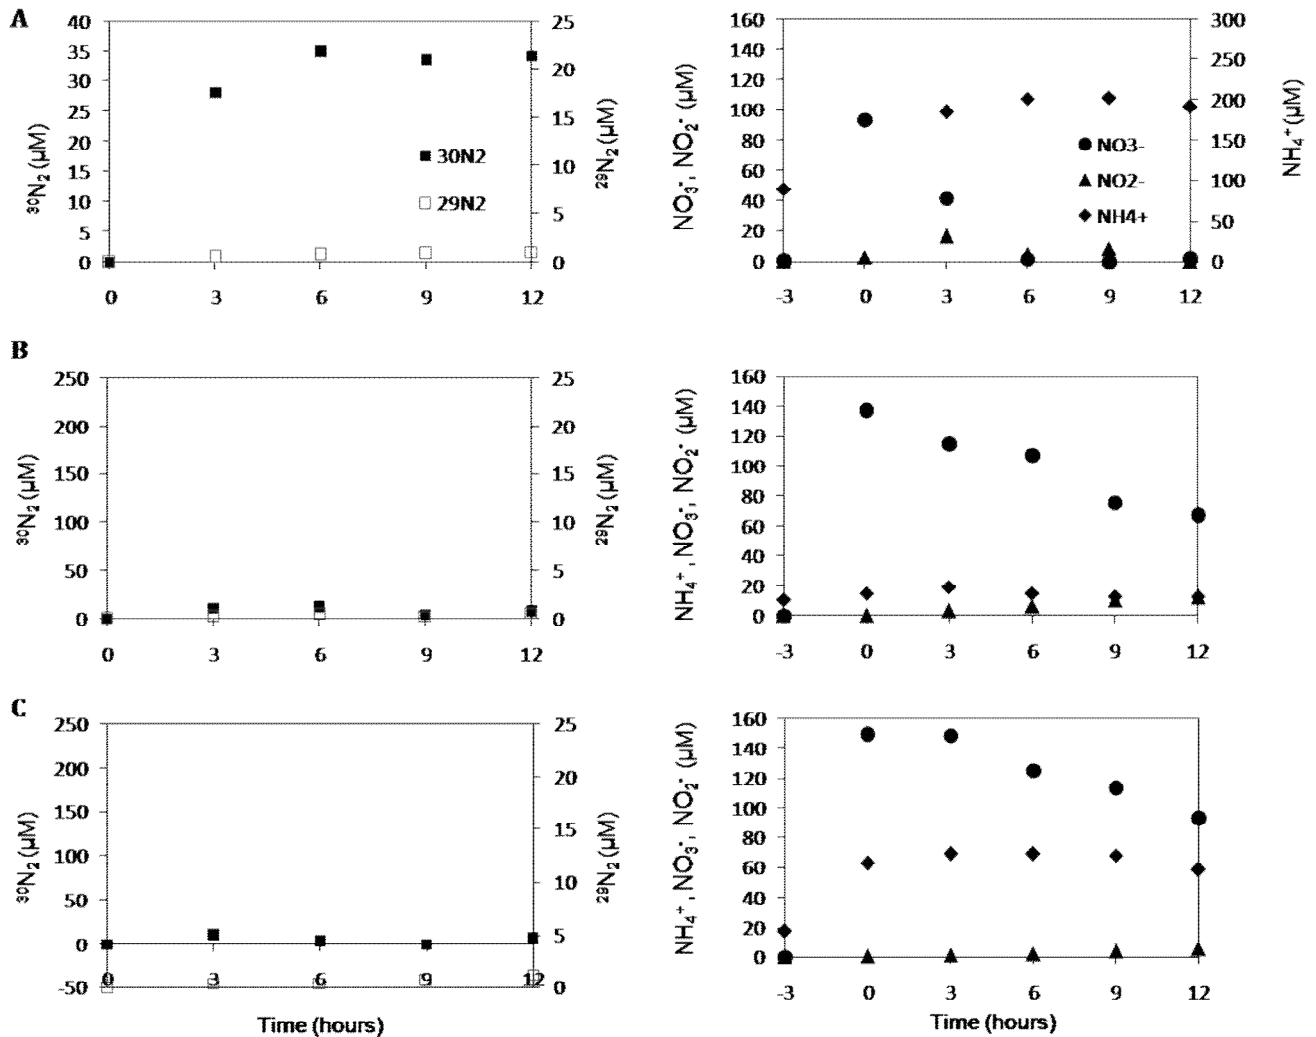 A
40
35
30
25
20
15
10
5
0
³⁰N₂ (μM)
25
20
15
10
5
0
²⁹N₂ (μM)
30N2
29N2
0 3 6 9 12
160
140
120
100
80
60
40
20
0
NO₃⁻, NO₂⁻ (μM)
300
250
200
150
100
50
0
NH₄⁺ (μM)
NO3-
NO2-
NH4+
-3 0 3 6 9 12
B
250
200
150
100
50
0
³⁰N₂ (μM)
25
20
15
10
5
0
²⁹N₂ (μM)
0 3 6 9 12
160
140
120
100
80
60
40
20
0
NH₄⁺, NO₃⁻, NO₂⁻ (μM)
-3 0 3 6 9 12
C
250
200
150
100
50
0
-50
³⁰N₂ (μM)
25
20
15
10
5
0
²⁹N₂ (μM)
0 3 6 9 12
Time (hours)
160
140
120
100
80
60
40
20
0
NH₄⁺, NO₃⁻, NO₂⁻ (μM)
-3 0 3 6 9 12
Time (hours)